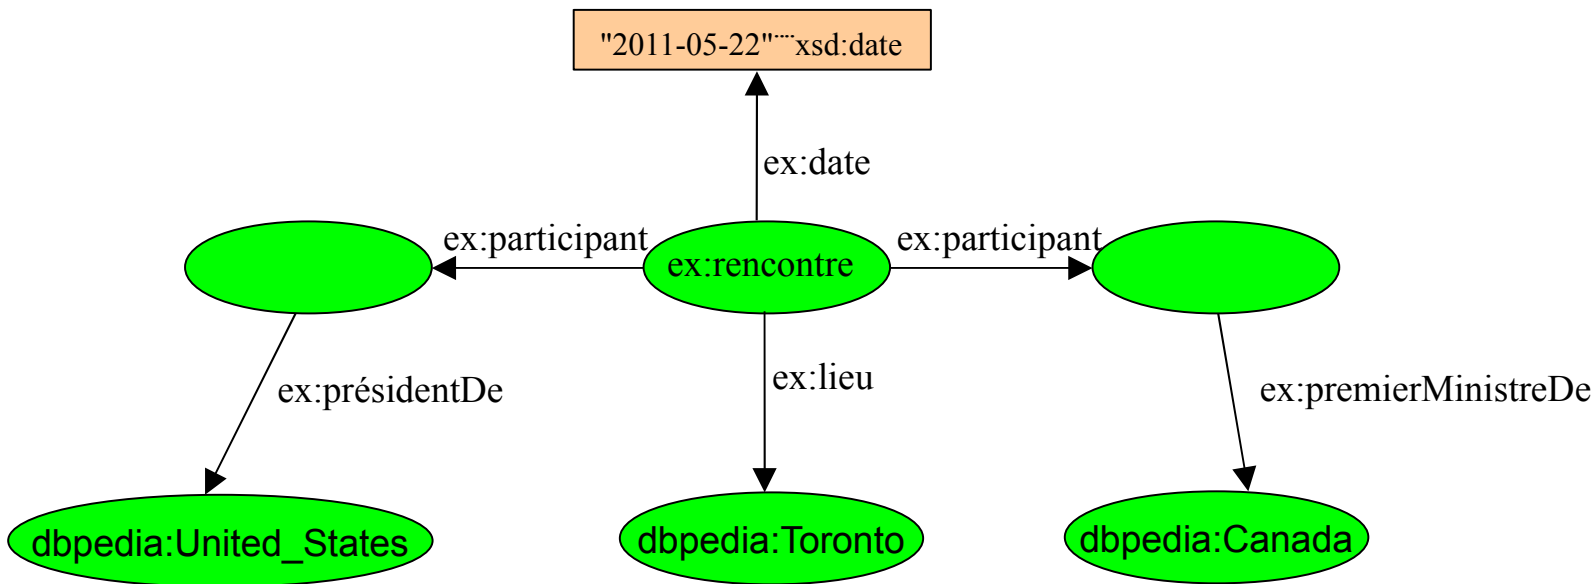 "2011-05-22"^^xsd:date
ex:date
ex:participant
ex:rencontre
ex:participant
ex:présidentDe
ex:lieu
ex:premierMinistreDe
dbpedia:United_States
dbpedia:Toronto
dbpedia:Canada